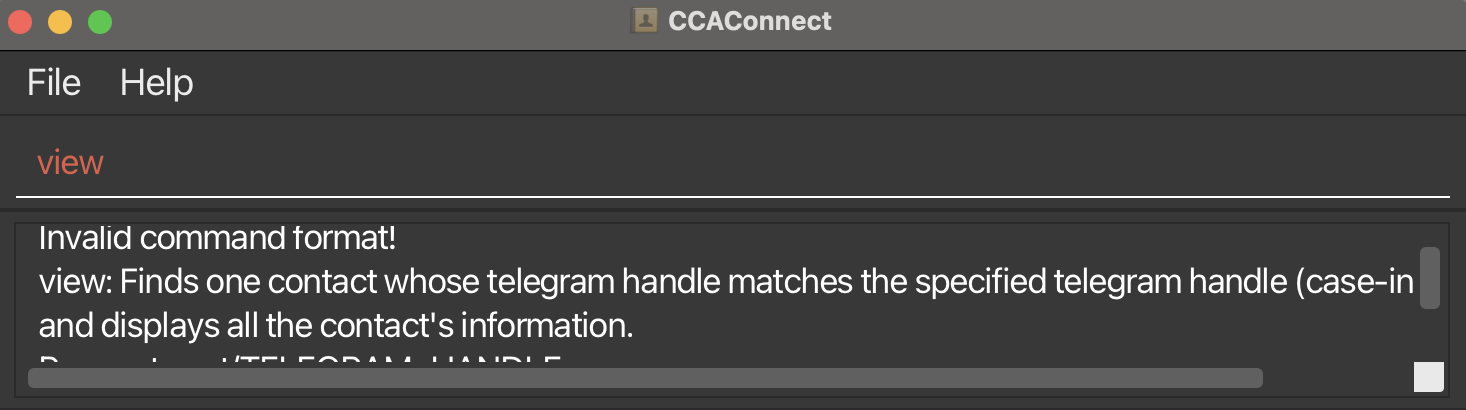 CCAConnect
File Help
view
Invalid command format!
view: Finds one contact whose telegram handle matches the specified telegram handle (case-in
and displays all the contact's information.
t/TELEGRAM_HANDLE